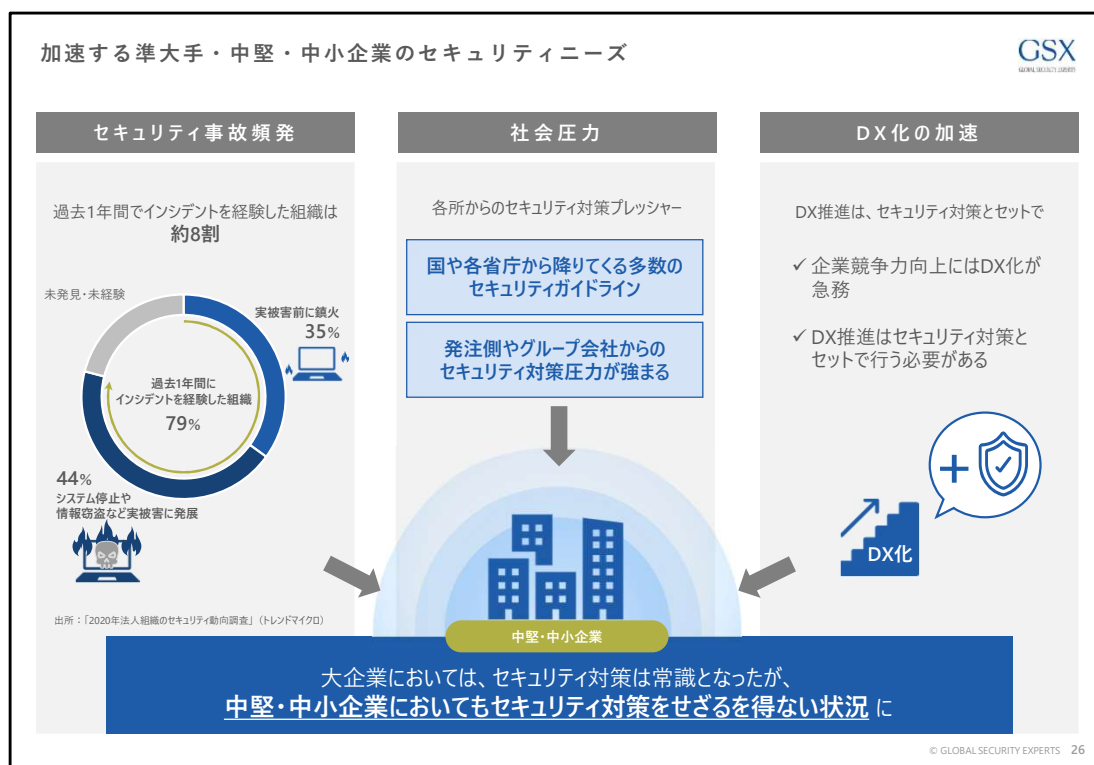 加速する準大手・中堅・中小企業のセキュリティニーズ
GSX
GLOBAL SECURITY EXPERTS
セキュリティ事故頻発
過去1年間でインシデントを経験した組織は
約8割
未発見・未経験
実被害前に鎮火
35%
過去1年間に
インシデントを経験した組織
79%
44%
システム停止や
情報窃盗など実被害に発展
出所：「2020年法人組織のセキュリティ動向調査」（トレンドマイクロ）
社会圧力
各所からのセキュリティ対策プレッシャー
国や各省庁から降りてくる多数の
セキュリティガイドライン
発注側やグループ会社からの
セキュリティ対策圧力が強まる
中堅・中小企業
DX化の加速
DX推進は、セキュリティ対策とセットで
✓ 企業競争力向上にはDX化が
急務
✓ DX推進はセキュリティ対策と
セットで行う必要がある
DX化
大企業においては、セキュリティ対策は常識となったが、
中堅・中小企業においてもセキュリティ対策をせざるを得ない状況 に
© GLOBAL SECURITY EXPERTS 26